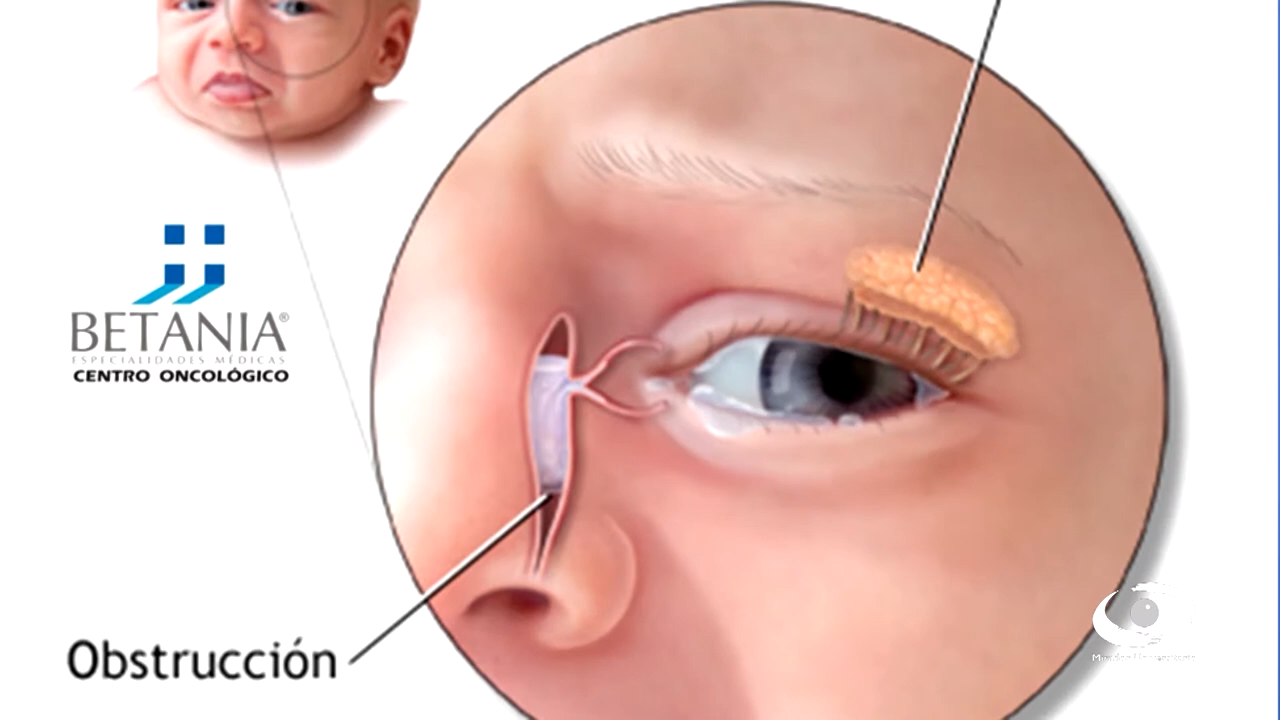 BETANIA®
ESPECIALIDADES MÉDICAS
CENTRO ONCOLÓGICO
Obstrucción